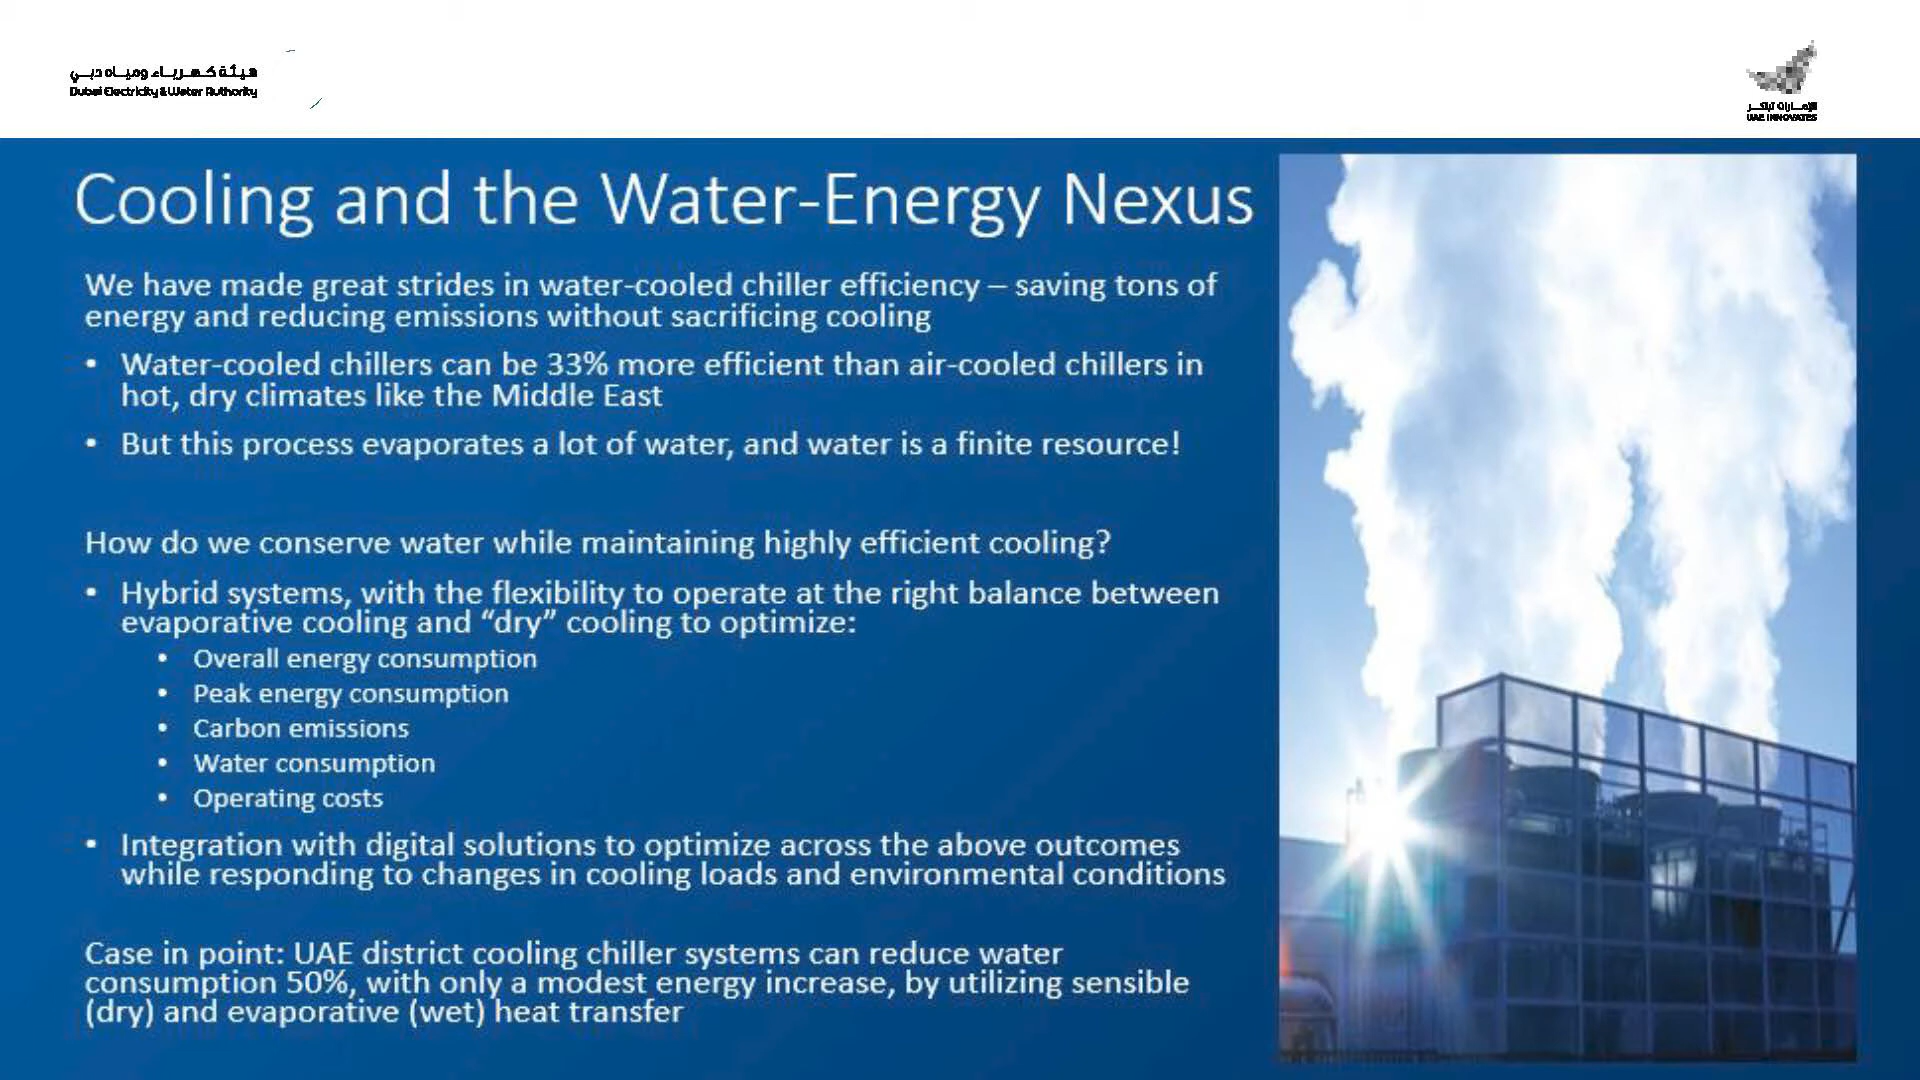 هيئة كهرباء ومياه دبي
Dubai Electricity & Water Authority
الإمارات تبتكر
UAE INNOVATES
Cooling and the Water-Energy Nexus
We have made great strides in water-cooled chiller efficiency – saving tons of
energy and reducing emissions without sacrificing cooling
• Water-cooled chillers can be 33% more efficient than air-cooled chillers in
hot, dry climates like the Middle East
• But this process evaporates a lot of water, and water is a finite resource!
How do we conserve water while maintaining highly efficient cooling?
• Hybrid systems, with the flexibility to operate at the right balance between
evaporative cooling and “dry” cooling to optimize:
• Overall energy consumption
• Peak energy consumption
• Carbon emissions
• Water consumption
• Operating costs
• Integration with digital solutions to optimize across the above outcomes
while responding to changes in cooling loads and environmental conditions
Case in point: UAE district cooling chiller systems can reduce water
consumption 50%, with only a modest energy increase, by utilizing sensible
(dry) and evaporative (wet) heat transfer